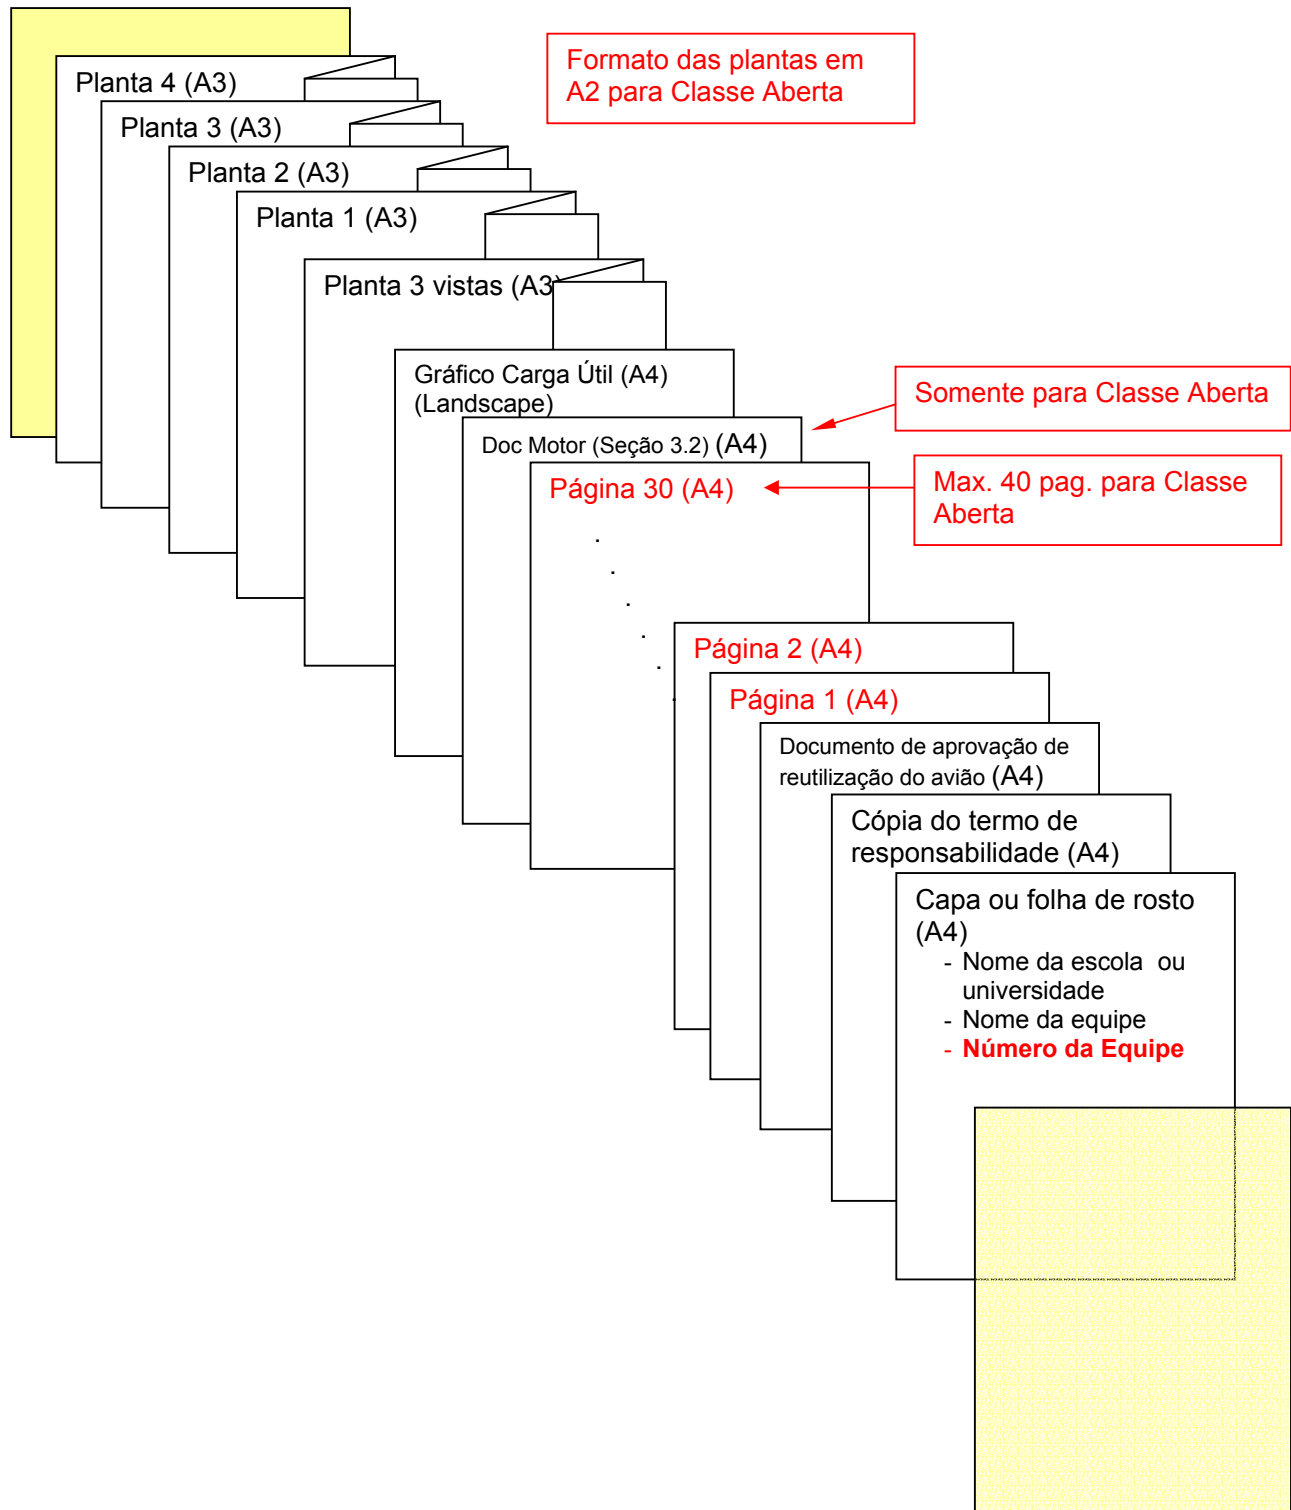 Formato das plantas em
A2 para Classe Aberta
Planta 4 (A3)
Planta 3 (A3)
Planta 2 (A3)
Planta 1 (A3)
Planta 3 vistas (A3)
Gráfico Carga Útil (A4)
(Landscape)
Somente para Classe Aberta
Doc Motor (Seção 3.2) (A4)
Página 30 (A4)
Max. 40 pag. para Classe
Aberta
.
.
.
.
.
.
Página 2 (A4)
Página 1 (A4)
Documento de aprovação de
reutilização do avião (A4)
Cópia do termo de
responsabilidade (A4)
Capa ou folha de rosto
(A4)
- Nome da escola ou
universidade
- Nome da equipe
- Número da Equipe